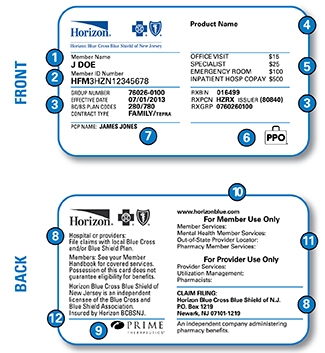 FRONT
Horizon.
Horizon Blue Cross Blue Shield of New Jersey
Product Name
4
1
Member Name
J DOE
2
Member ID Number
HFM3HZN12345678
3
GROUP NUMBER 76026-0100
EFFECTIVE DATE 07/01/2013
BC/BS PLAN CODES 280/780
CONTRACT TYPE FAMILY/TEFRA
OFFICE VISIT $15
SPECIALIST $25
EMERGENCY ROOM $100
INPATIENT HOSP COPAY $500
5
RXBIN 016499
RXPCN HZRX ISSUER (80840)
RXGRP 0760260100
3
PCP NAME: JAMES JONES
7
6
PPO
BACK
10
Horizon.
8
Hospital or providers:
File claims with local Blue Cross
and/or Blue Shield Plan.
Members: See your Member
Handbook for covered services.
Possession of this card does not
guarantee eligibility for benefits.
Horizon Blue Cross Blue Shield of
New Jersey is an independent
licensee of the Blue Cross and
Blue Shield Association.
Insured by Horizon BCBSNJ.
12
9
PRIME
THERAPEUTICS
www.horizonblue.com
For Member Use Only
Member Services:
Mental Health Member Services:
Out-of-State Provider Locator:
Pharmacy Member Services:
11
For Provider Use Only
Provider Services:
Utilization Management:
Pharmacists:
CLAIM FILING:
Horizon Blue Cross Blue Shield of N.J.
P.O. Box 1219
Newark, NJ 07101-1219
8
An independent company administering
pharmacy benefits.